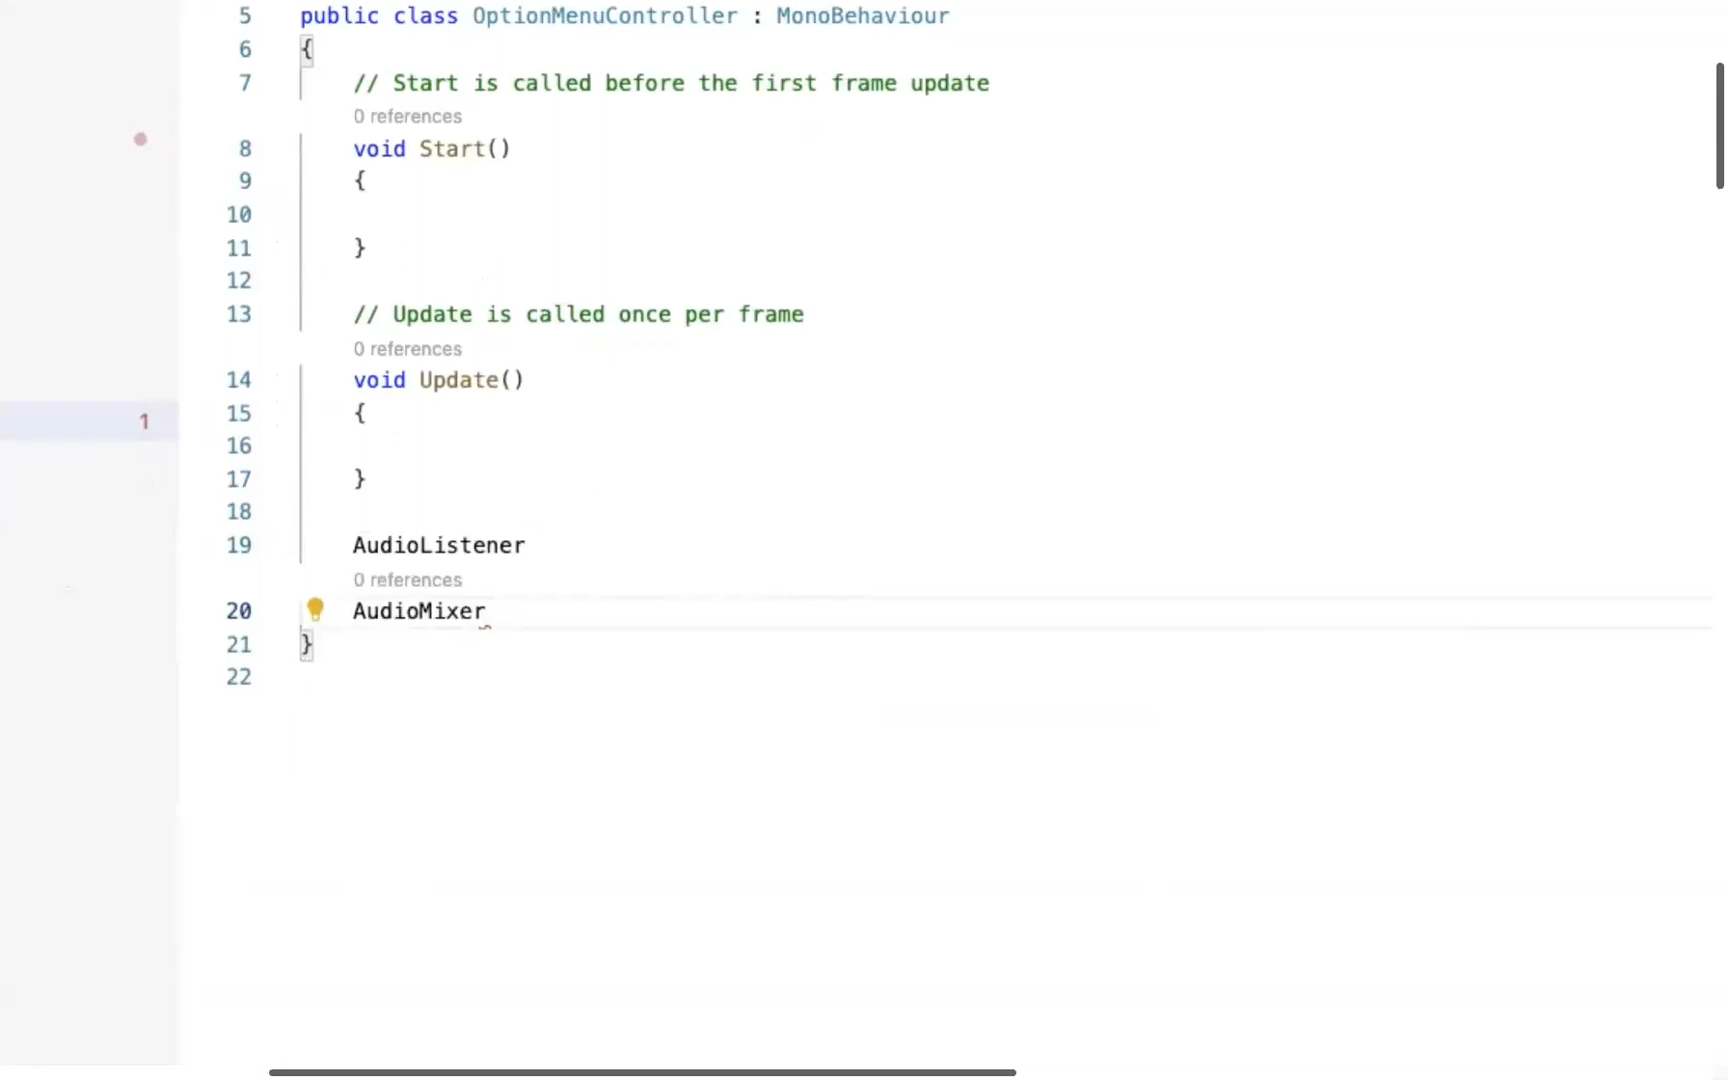 5 public class OptionMenuController : MonoBehaviour
6 {
7 // Start is called before the first frame update
0 references
8 void Start()
9 {
10
11 }
12
13 // Update is called once per frame
0 references
14 void Update()
1
15 {
16
17 }
18
19 AudioListener
0 references
20 AudioMixer
21 }
22